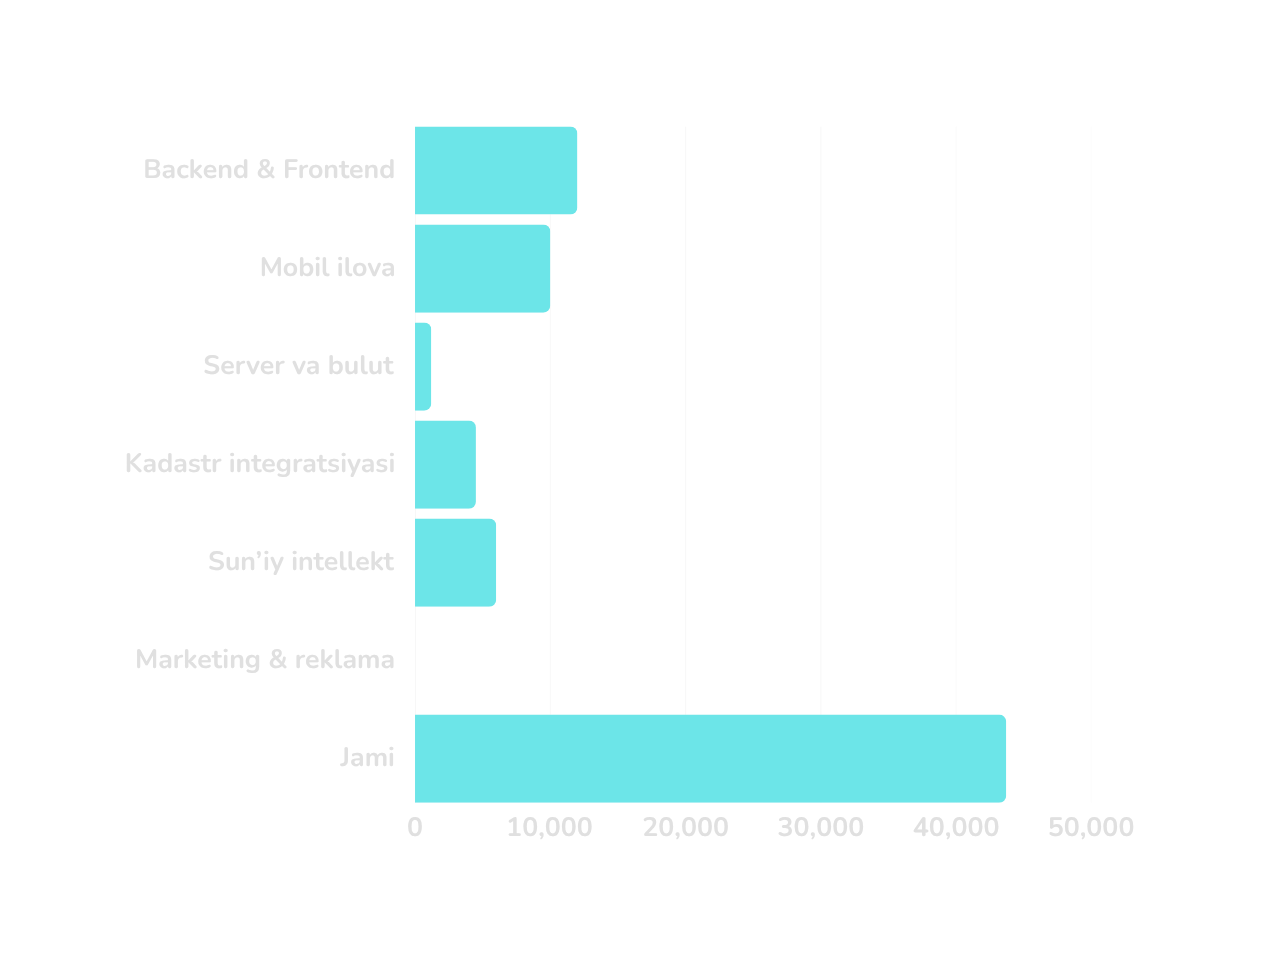 Backend & Frontend
Mobil ilova
Server va bulut
Kadastr integratsiyasi
Sun’iy intellekt
Marketing & reklama
Jami
0 10,000 20,000 30,000 40,000 50,000